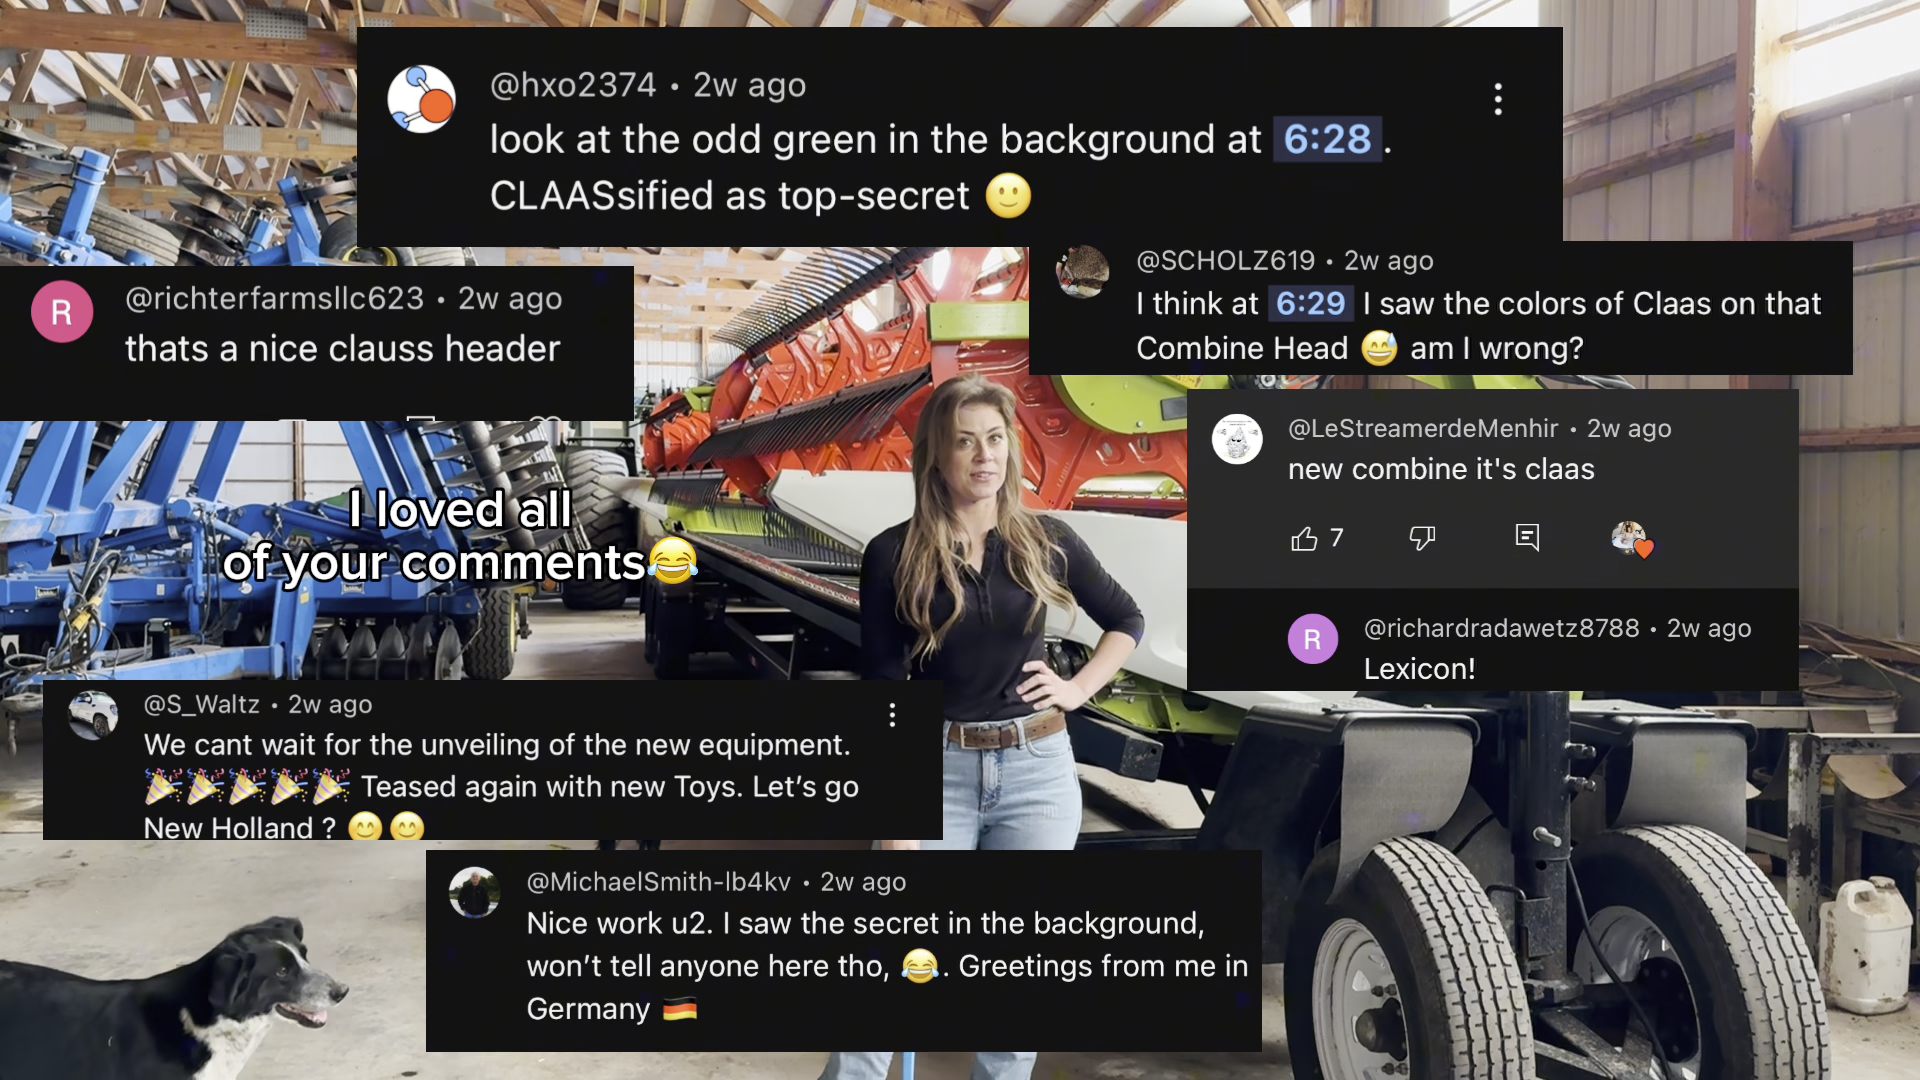 @hxo2374 • 2w ago
look at the odd green in the background at 6:28.
CLAASsified as top-secret 🙂
@SCHOLZ619 • 2w ago
I think at 6:29 I saw the colors of Claas on that
Combine Head 😅 am I wrong?
R
@richterfarmsllc623 • 2w ago
thats a nice clauss header
@LeStreamerdeMenhir • 2w ago
new combine it's claas
7
R
@richardradawetz8788 • 2w ago
Lexicon!
I loved all
of your comments😂
@S_Waltz • 2w ago
We cant wait for the unveiling of the new equipment.
🎉🎉🎉🎉🎉 Teased again with new Toys. Let's go
New Holland ? 😊😊
@MichaelSmith-lb4kv • 2w ago
Nice work u2. I saw the secret in the background,
won't tell anyone here tho, 😂. Greetings from me in
Germany 🇩🇪